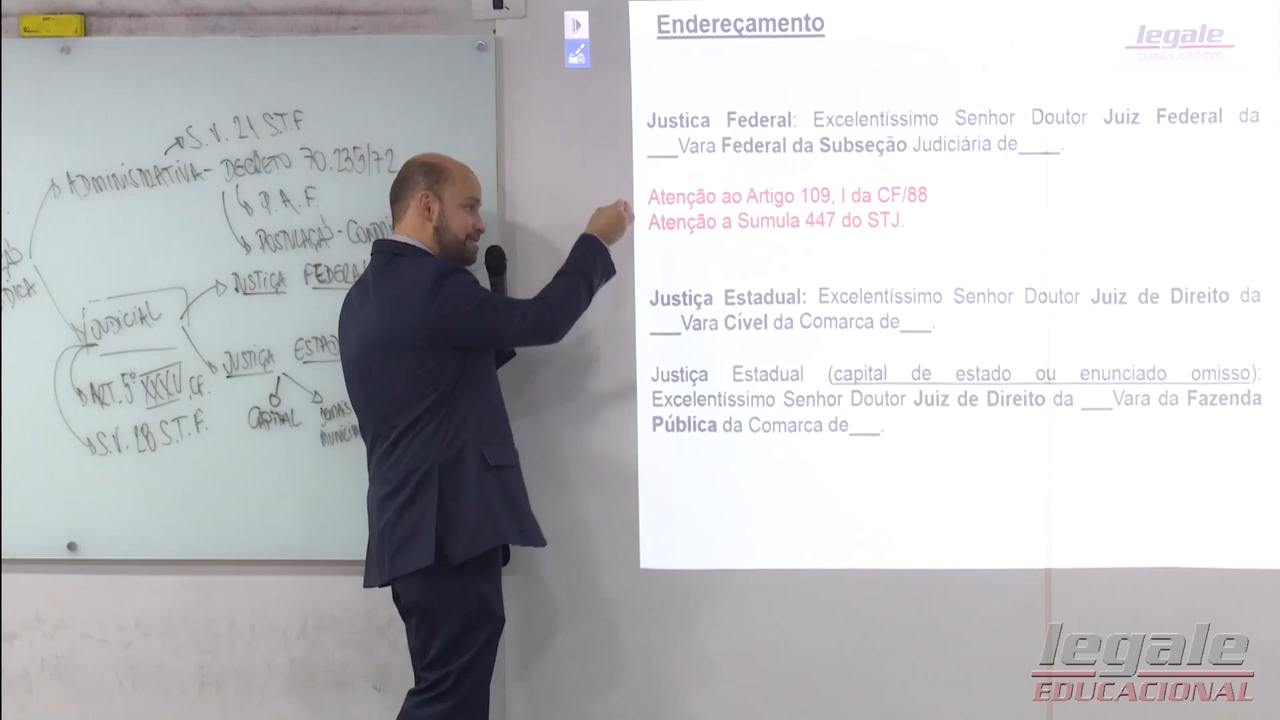 S.V. 21 STF
ADMINISTRATIVA - DECRETO 70.235/72
P.A.F.
JUSTIÇA FEDERAL
JUDICIAL
JUSTIÇA
ART. 5º XXXV, CF.
CAPITAL
S.V. 28 S.T.F.
Endereçamento
legale
CURSOS JURÍDICOS
Justica Federal: Excelentíssimo Senhor Doutor Juiz Federal da
___Vara Federal da Subseção Judiciária de____.
Atenção ao Artigo 109, I da CF/88
Atenção a Sumula 447 do STJ.
Justiça Estadual: Excelentíssimo Senhor Doutor Juiz de Direito da
___Vara Cível da Comarca de___.
Justiça Estadual (capital de estado ou enunciado omisso):
Excelentíssimo Senhor Doutor Juiz de Direito da ___Vara da Fazenda
Pública da Comarca de___.
legale
EDUCACIONAL